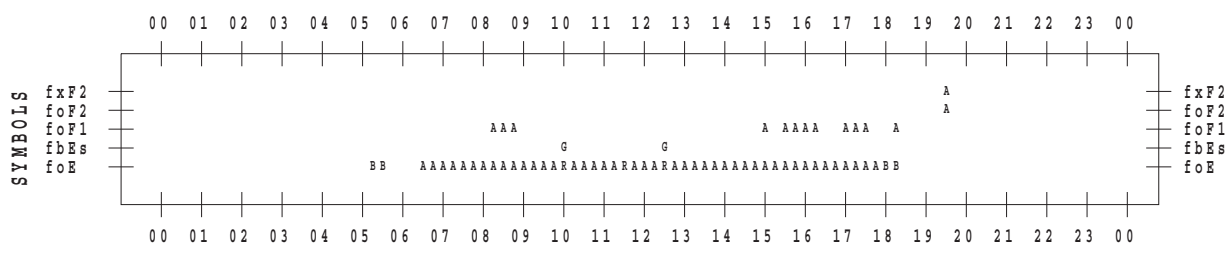 00 01 02 03 04 05 06 07 08 09 10 11 12 13 14 15 16 17 18 19 20 21 22 23 00
SYMBOLS
fxF2 A fxF2
foF2 A foF2
foF1 AAA A AAAA AAA A foF1
fbEs G G fbEs
foE BB AAAAAAAAAAAAAARAAAAARAAARAAAAAAAAAAAAAAAAAAAAABB foE
00 01 02 03 04 05 06 07 08 09 10 11 12 13 14 15 16 17 18 19 20 21 22 23 00